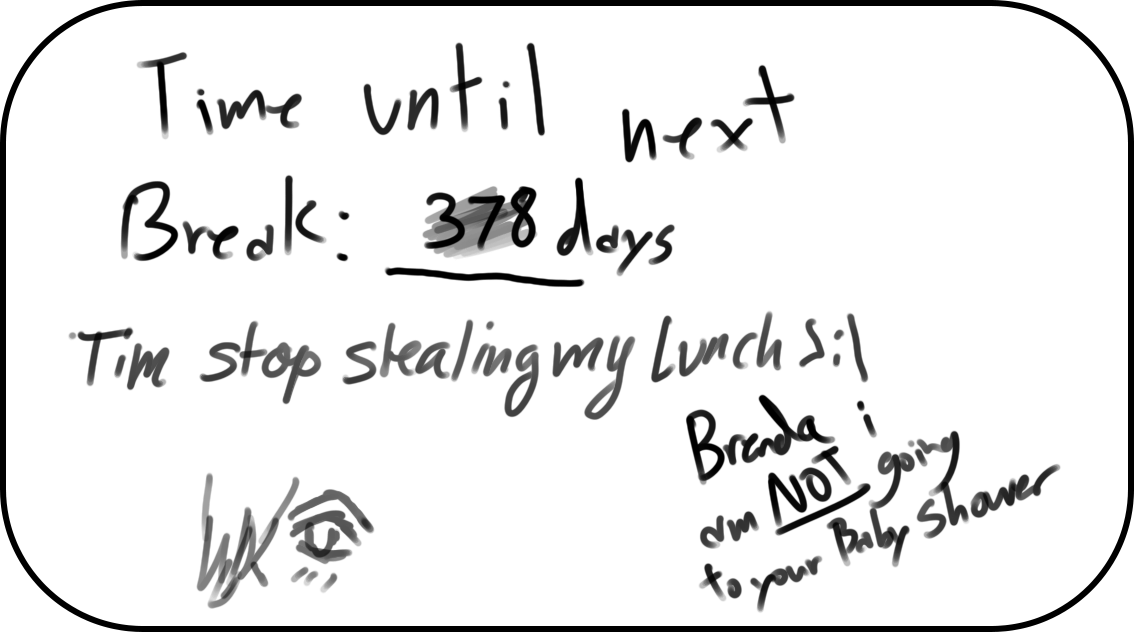 Time until next
Break: 378 days
Tim stop stealing my lunch S:|
Brenda i
am NOT going
to your Baby Shower